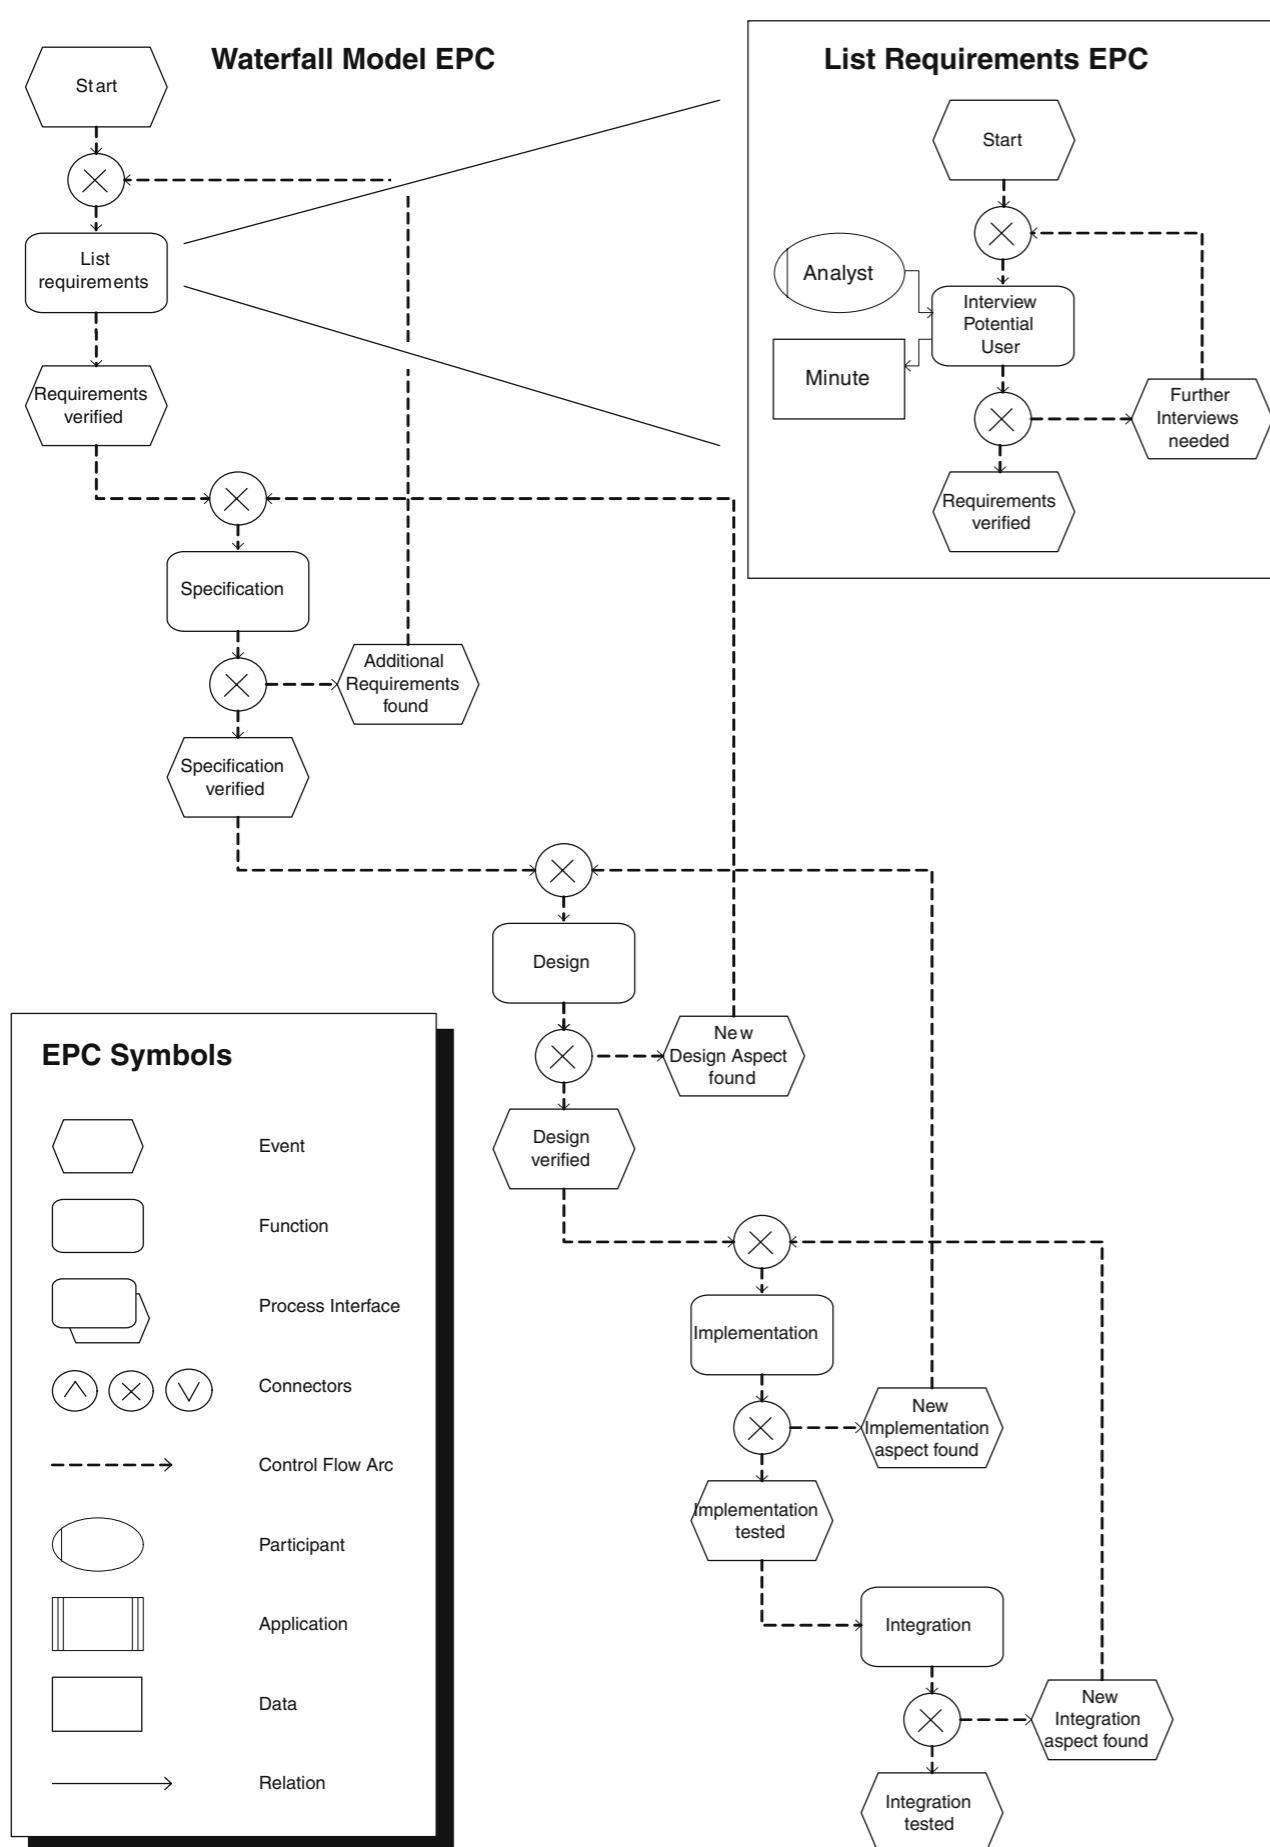 Waterfall Model EPC
Start
List
requirements
Requirements
verified
Specification
Additional
Requirements
found
Specification
verified
Design
New
Design Aspect
found
Design
verified
Implementation
New
Implementation
aspect found
Implementation
tested
Integration
New
Integration
aspect found
Integration
tested
List Requirements EPC
Start
Analyst
Interview
Potential
User
Minute
Further
Interviews
needed
Requirements
verified
EPC Symbols
Event
Function
Process Interface
Connectors
Control Flow Arc
Participant
Application
Data
Relation